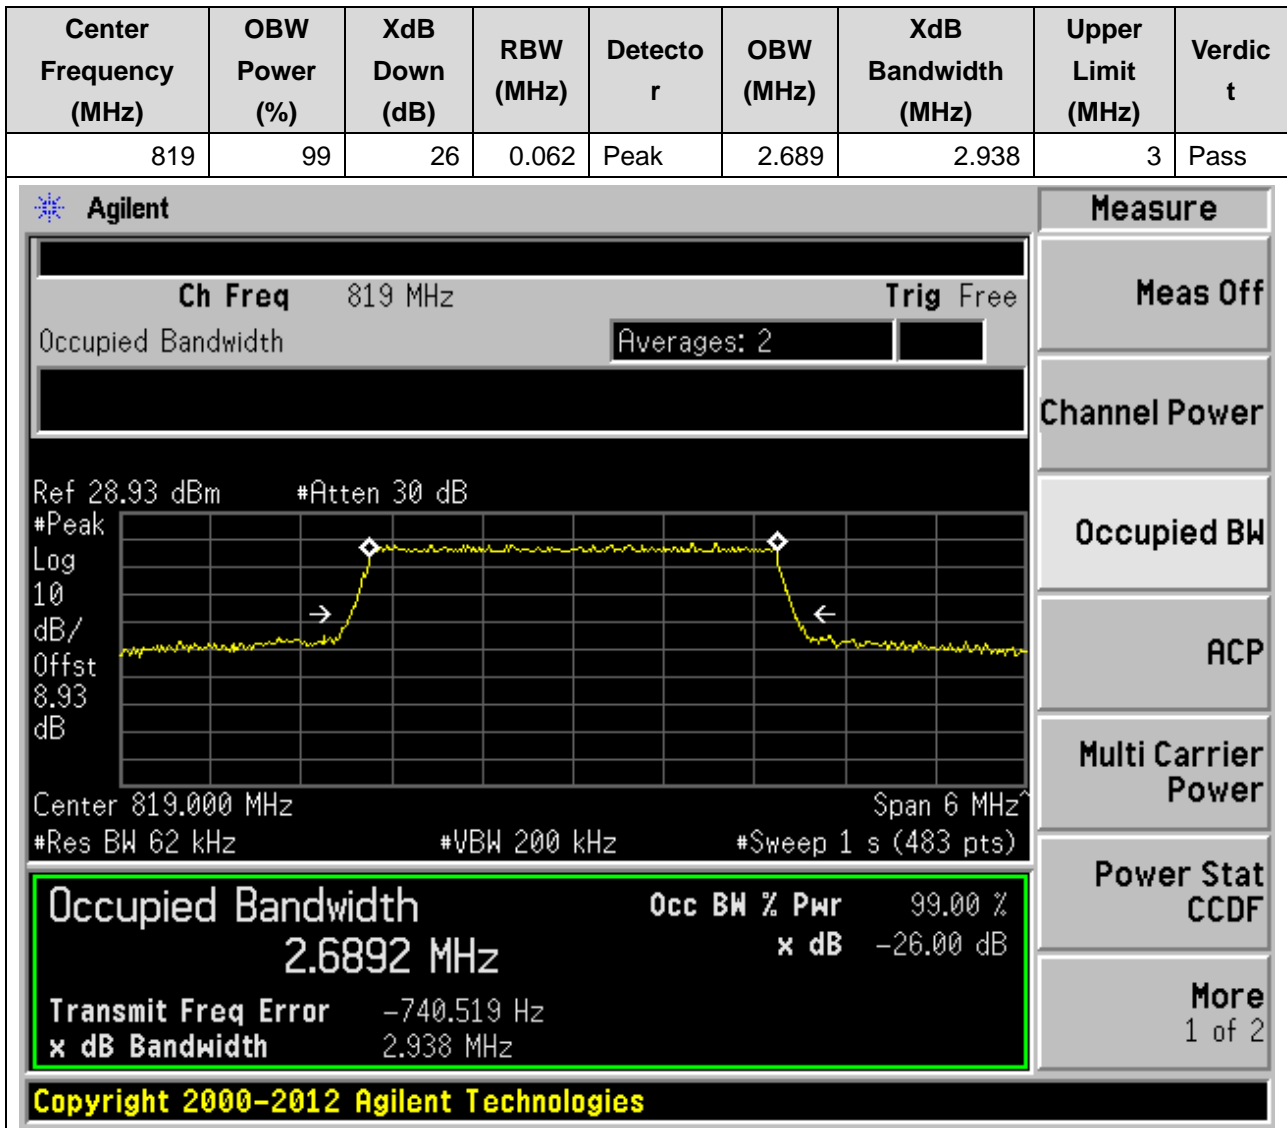 Center Frequency (MHz) OBW Power (%) XdB Down (dB) RBW (MHz) Detecto r OBW (MHz) XdB Bandwidth (MHz) Upper Limit (MHz) Verdic t
819 99 26 0.062 Peak 2.689 2.938 3 Pass
Agilent
Measure
Ch Freq 819 MHz Trig Free
Occupied Bandwidth Averages: 2
Meas Off
Channel Power
Occupied BW
ACP
Multi Carrier
Power
Power Stat
CCDF
More
1 of 2
Ref 28.93 dBm #Atten 30 dB
#Peak
Log
10
dB/
Offst
8.93
dB
Center 819.000 MHz Span 6 MHz^
#Res BW 62 kHz #VBW 200 kHz #Sweep 1 s (483 pts)
Occupied Bandwidth Occ BW % Pwr 99.00 %
2.6892 MHz x dB -26.00 dB
Transmit Freq Error -740.519 Hz
x dB Bandwidth 2.938 MHz
Copyright 2000-2012 Agilent Technologies